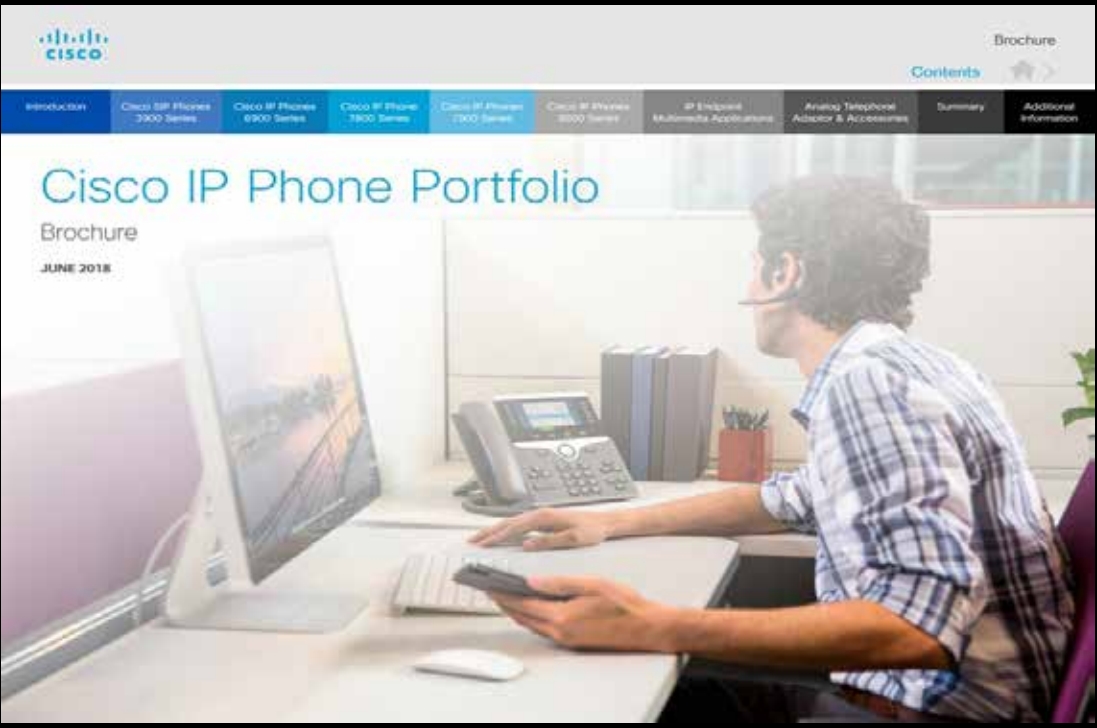 CISCO
Brochure
Contents
Introduction
Cisco SIP Phones
3900 Series
Cisco IP Phones
6900 Series
Cisco IP Phone
7800 Series
Cisco IP Phones
7900 Series
Cisco IP Phones
8800 Series
IP Endpoint
Multimedia Applications
Analog Telephone
Adaptor & Accessories
Summary
Additional
Information
Cisco IP Phone Portfolio
Brochure
JUNE 2018